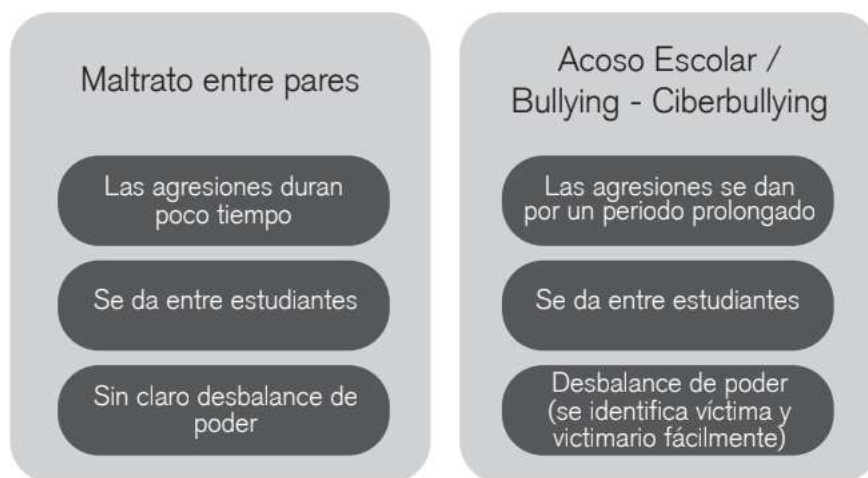 Maltrato entre pares
Las agresiones duran
poco tiempo
Se da entre estudiantes
Sin claro desbalance de
poder
Acoso Escolar /
Bullying - Ciberbullying
Las agresiones se dan
por un periodo prolongado
Se da entre estudiantes
Desbalance de poder
(se identifica víctima y
victimario fácilmente)